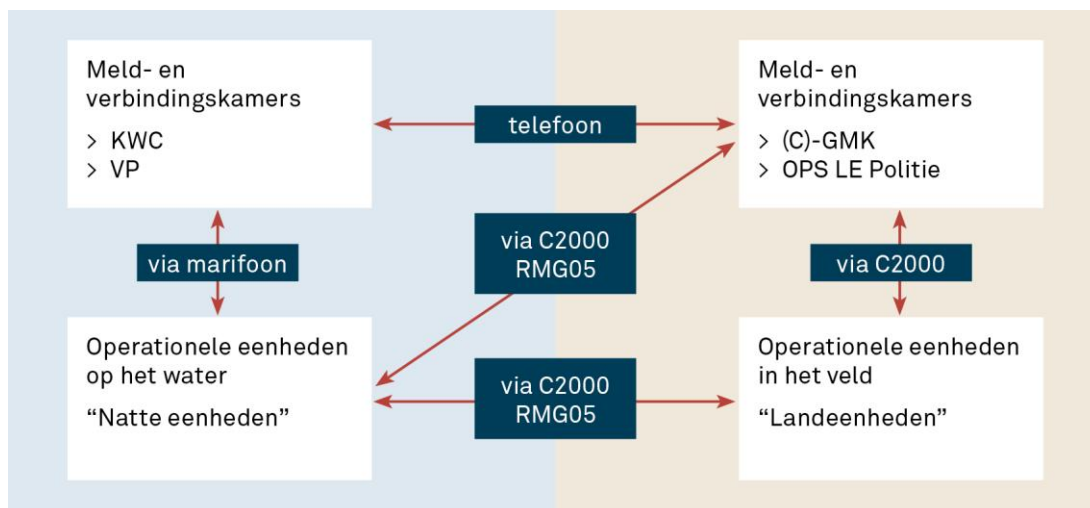 Meld- en
verbindingskamers
> KWC
> VP
telefoon
Meld- en
verbindingskamers
> (C)-GMK
> OPS LE Politie
via marifoon
via C2000
RMG05
via C2000
Operationele eenheden
op het water
“Natte eenheden”
via C2000
RMG05
Operationele eenheden
in het veld
“Landeenheden”